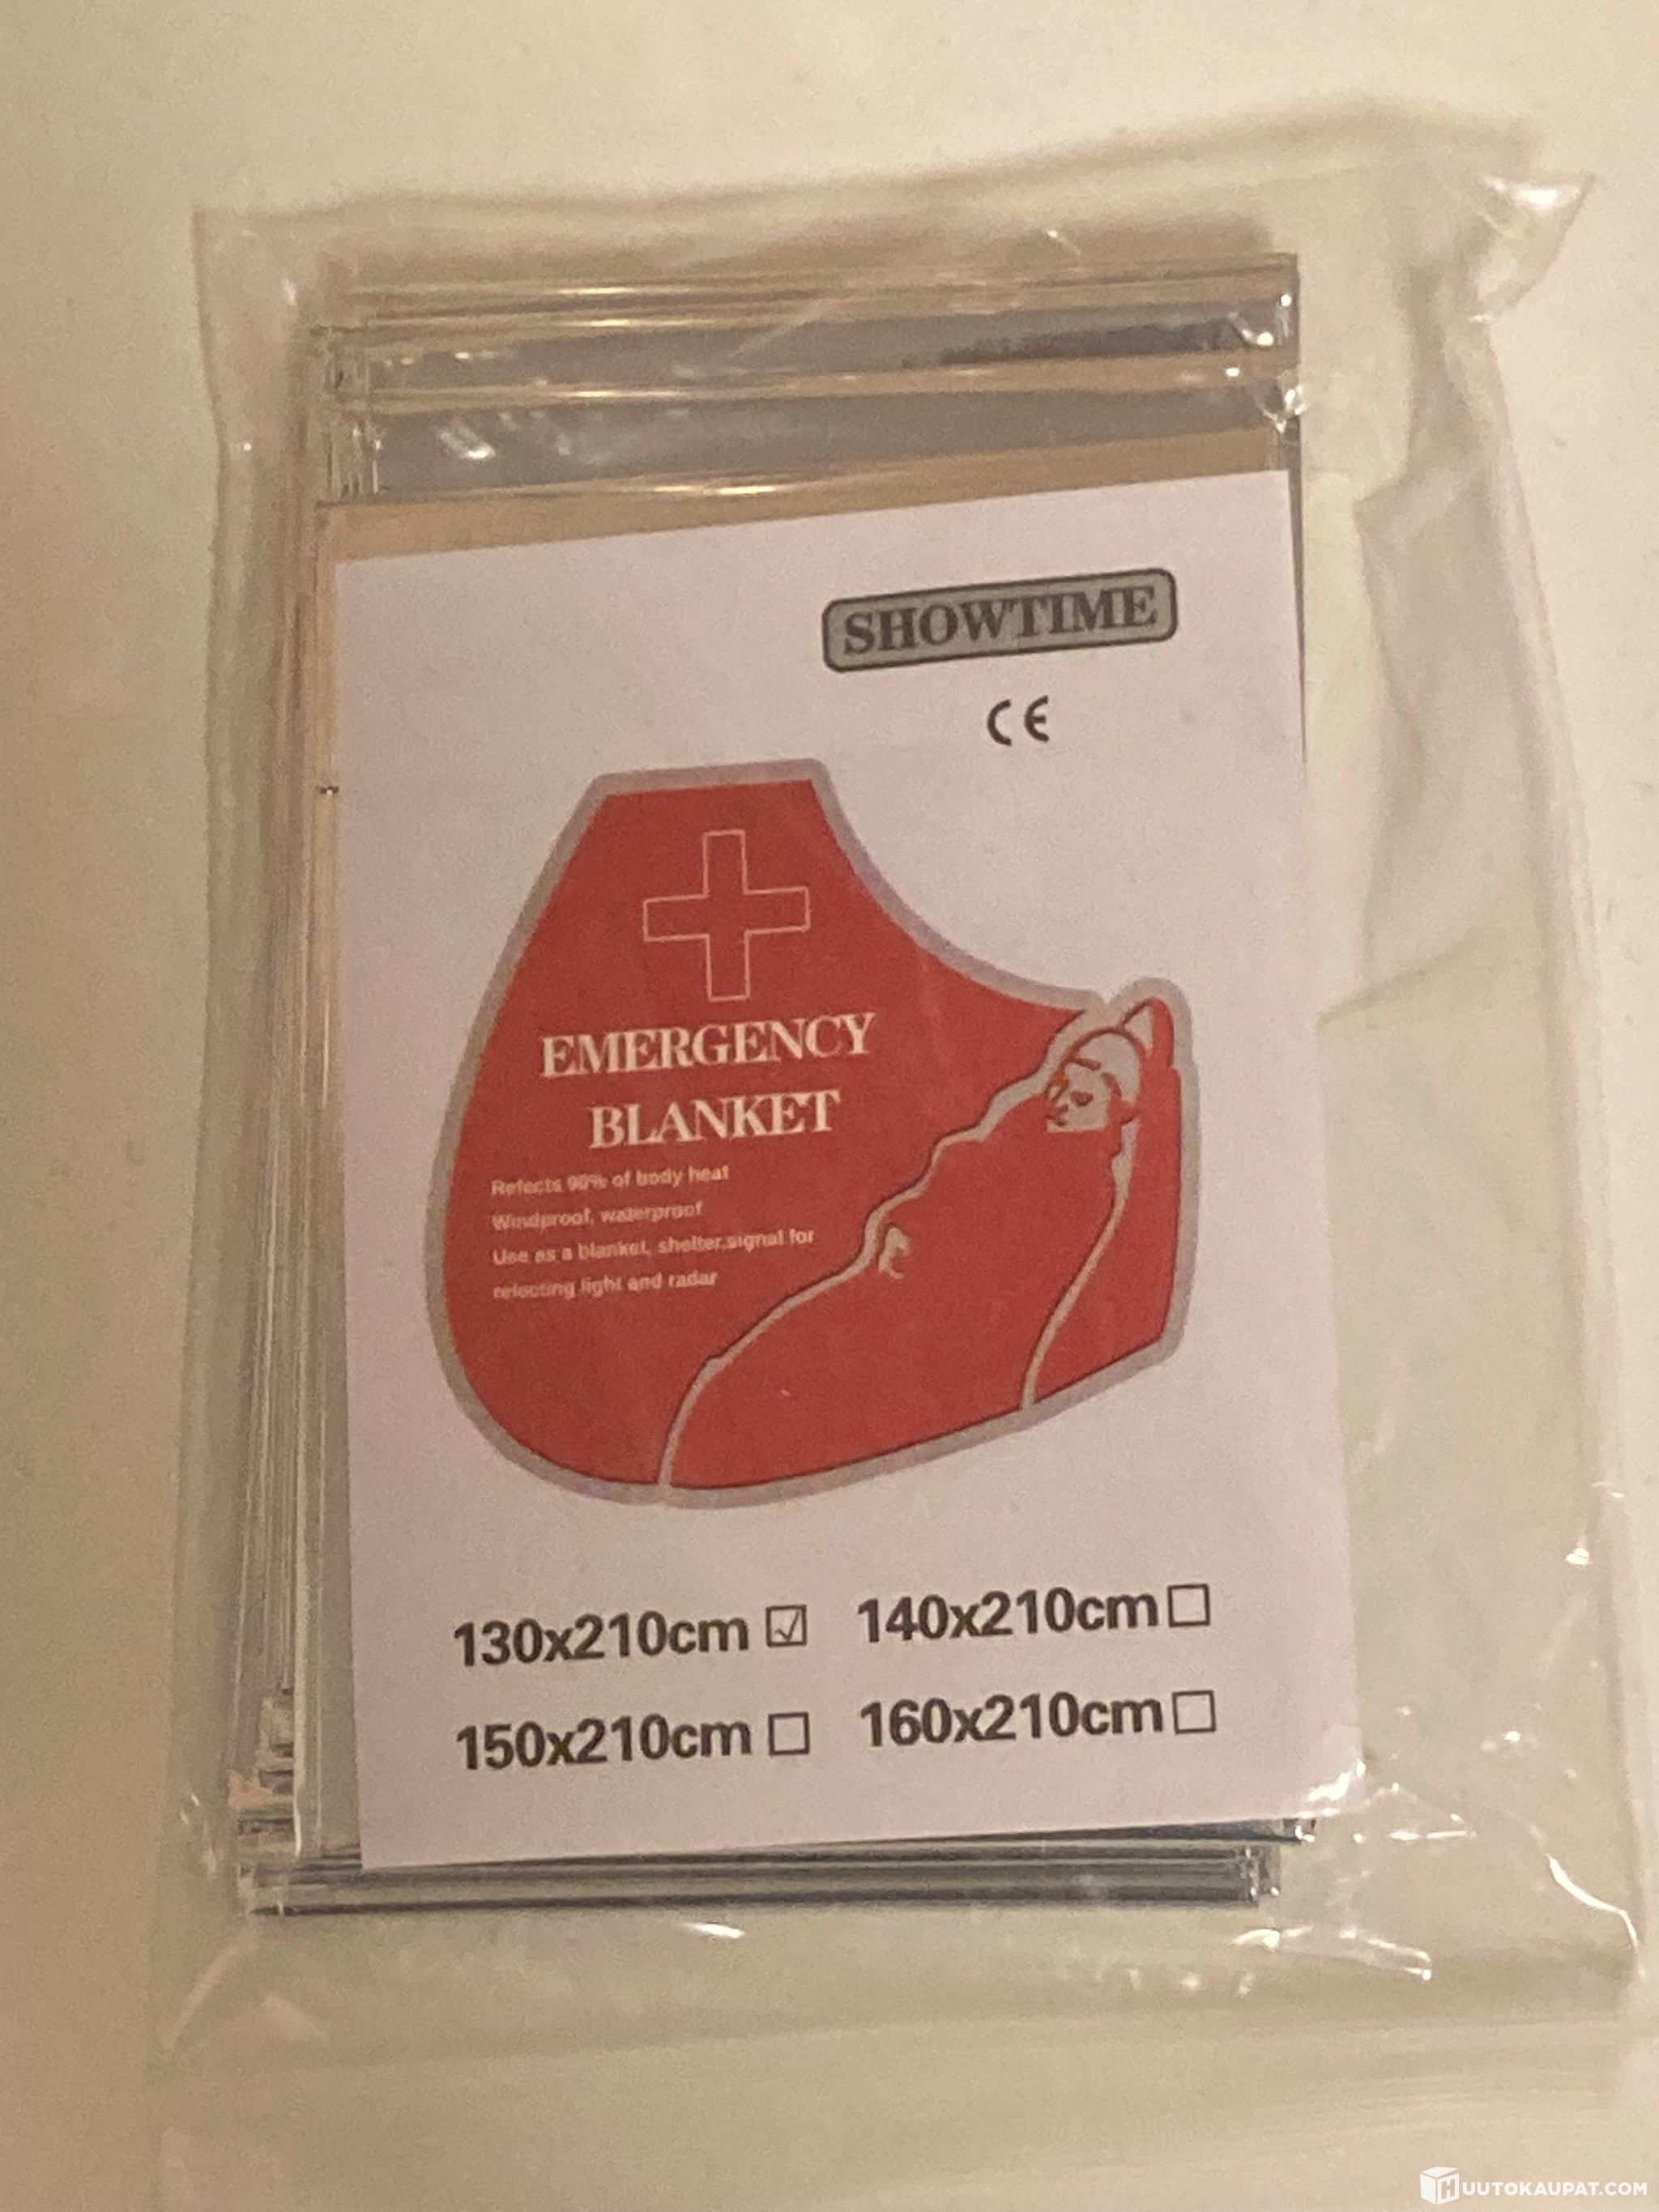 SHOWTIME
CE
EMERGENCY
BLANKET
Refects 90% of body heat
Windproof, waterproof
Use as a blanket, shelter,signal for
refecting light and radar
130x210cm ☑ 140x210cm ☐
150x210cm ☐ 160x210cm ☐
HUUTOKAUPAT.COM